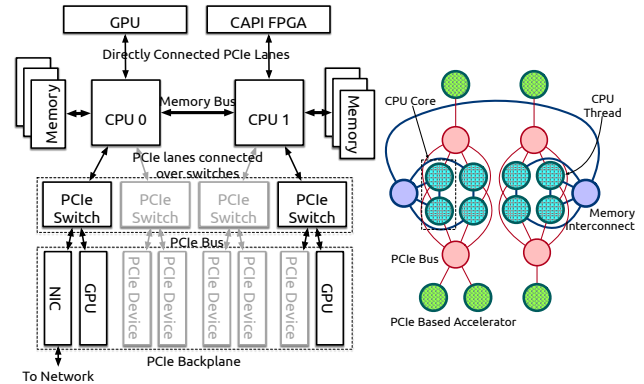 GPU
CAPI FPGA
Directly Connected PCIe Lanes
Memory
CPU 0
Memory Bus
CPU 1
Memory
PCIe lanes connected
over switches
PCIe
Switch
PCIe
Switch
PCIe
Switch
PCIe
Switch
PCIe Bus
NIC
GPU
PCIe Device
PCIe Device
PCIe Device
PCIe Device
PCIe Device
GPU
PCIe Backplane
To Network
CPU Core
CPU
Thread
Memory
Interconnect
PCIe Bus
PCIe Based Accelerator